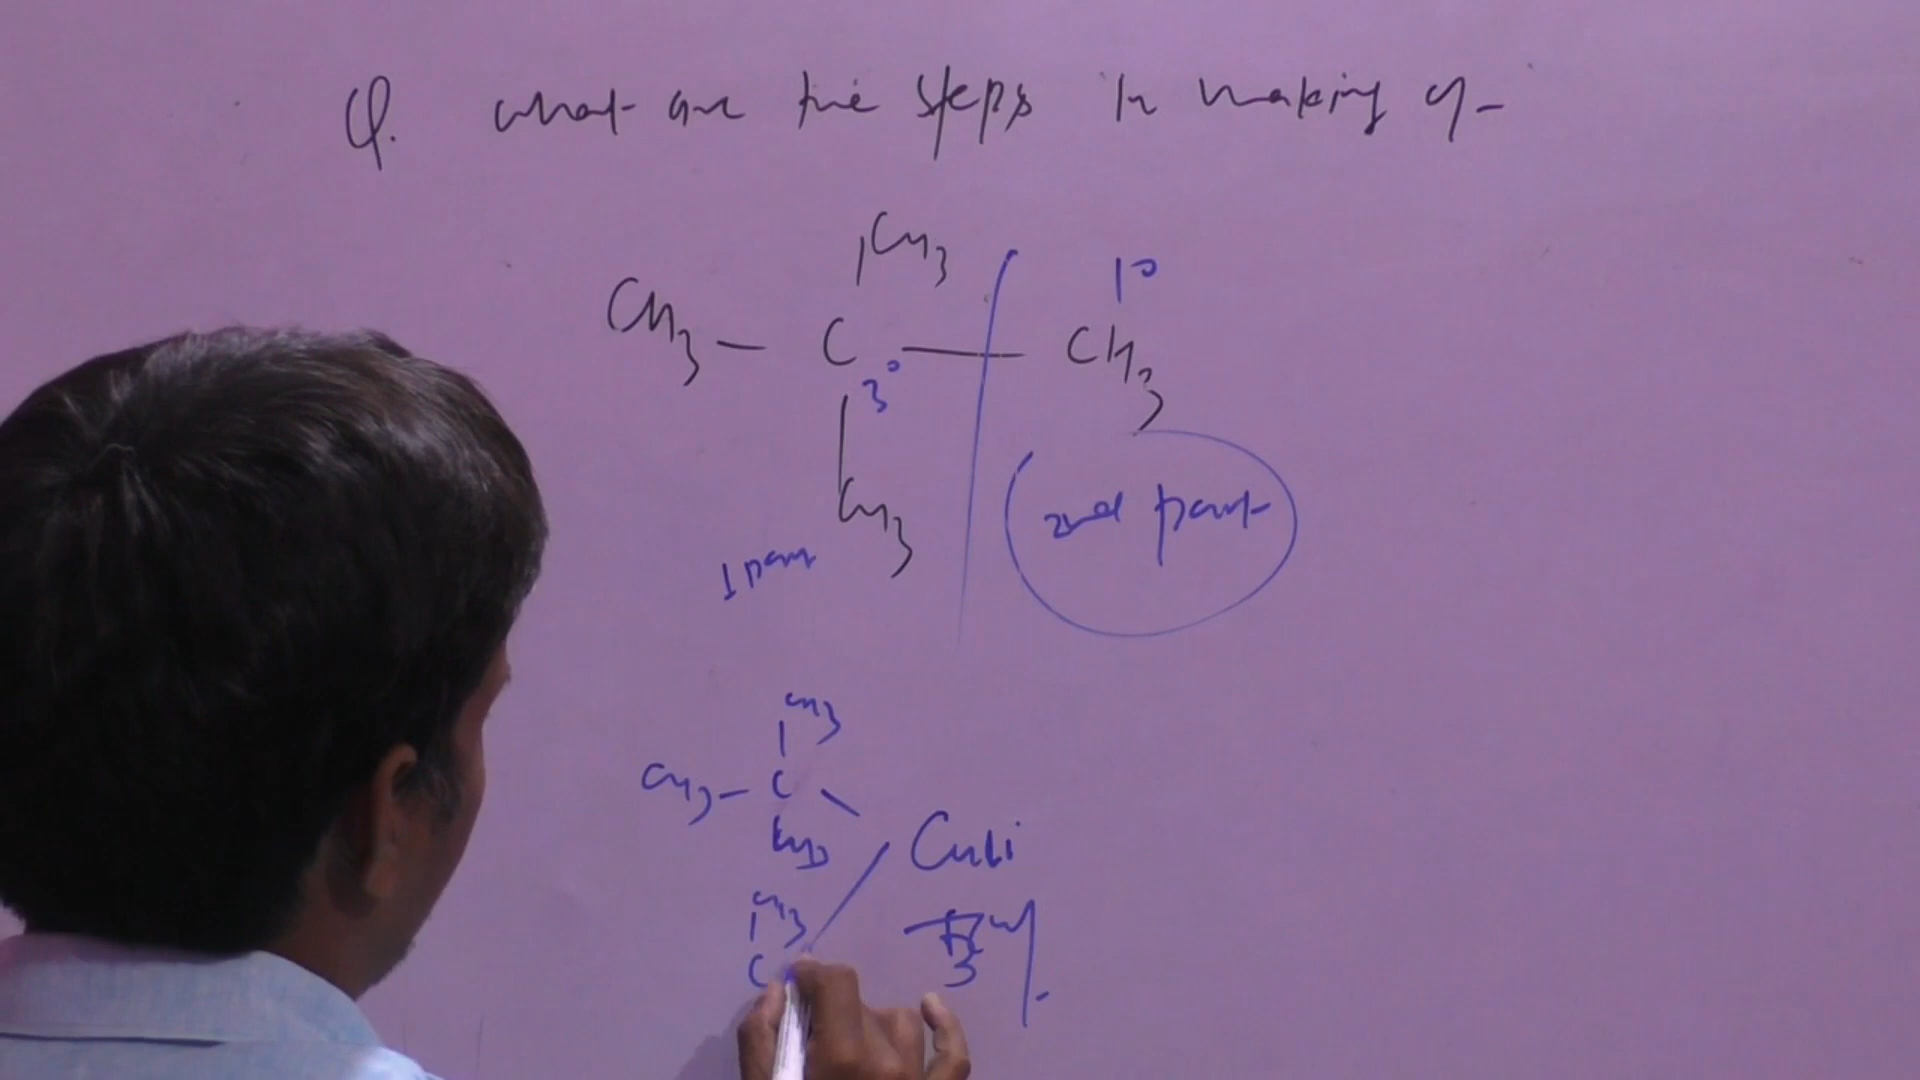 Q. What are the steps in making of -
CH3
1°
CH3 — C — CH3
3°
CH3
2nd part
I part
CH3
CH3 — C
CH3
CuLi
CH3
C